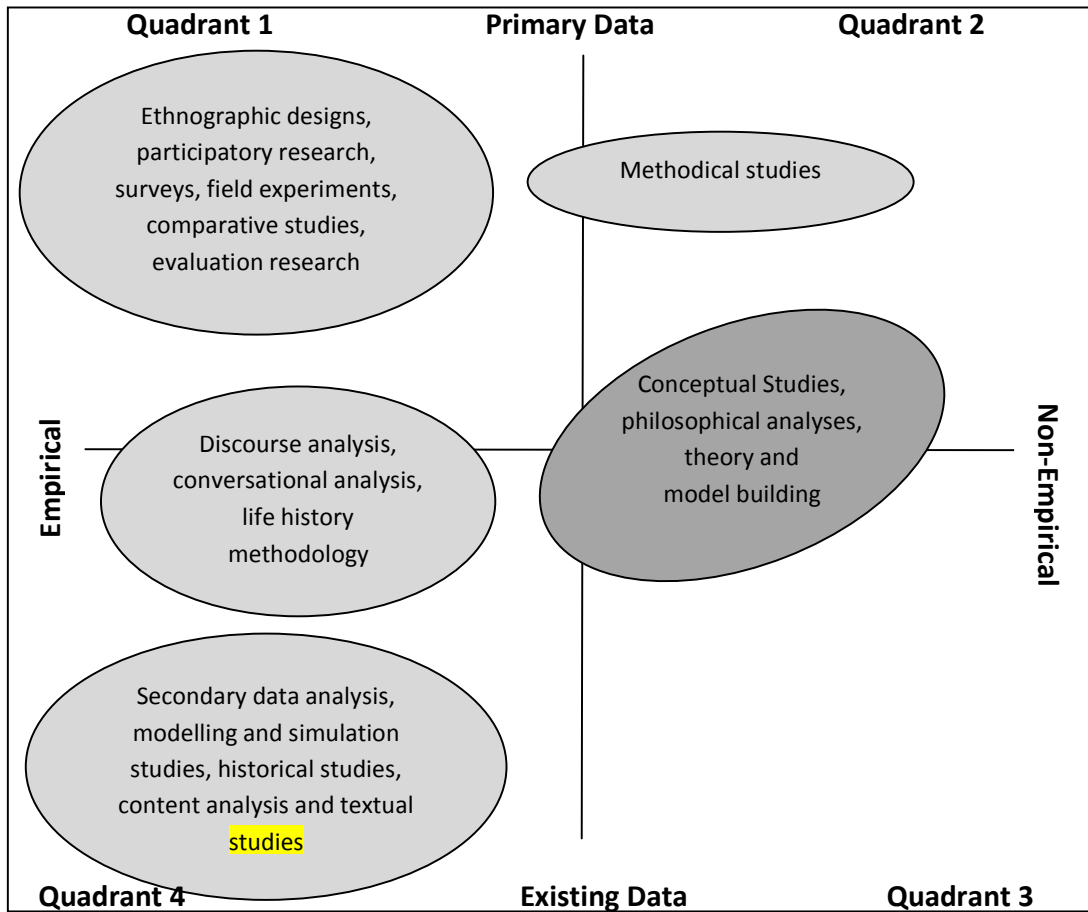 Quadrant 1
Primary Data
Quadrant 2
Ethnographic designs,
participatory research,
surveys, field experiments,
comparative studies,
evaluation research
Methodical studies
Conceptual Studies,
philosophical analyses,
theory and
model building
Empirical
Non-Empirical
Discourse analysis,
conversational analysis,
life history
methodology
Secondary data analysis,
modelling and simulation
studies, historical studies,
content analysis and textual
studies
Quadrant 4
Existing Data
Quadrant 3